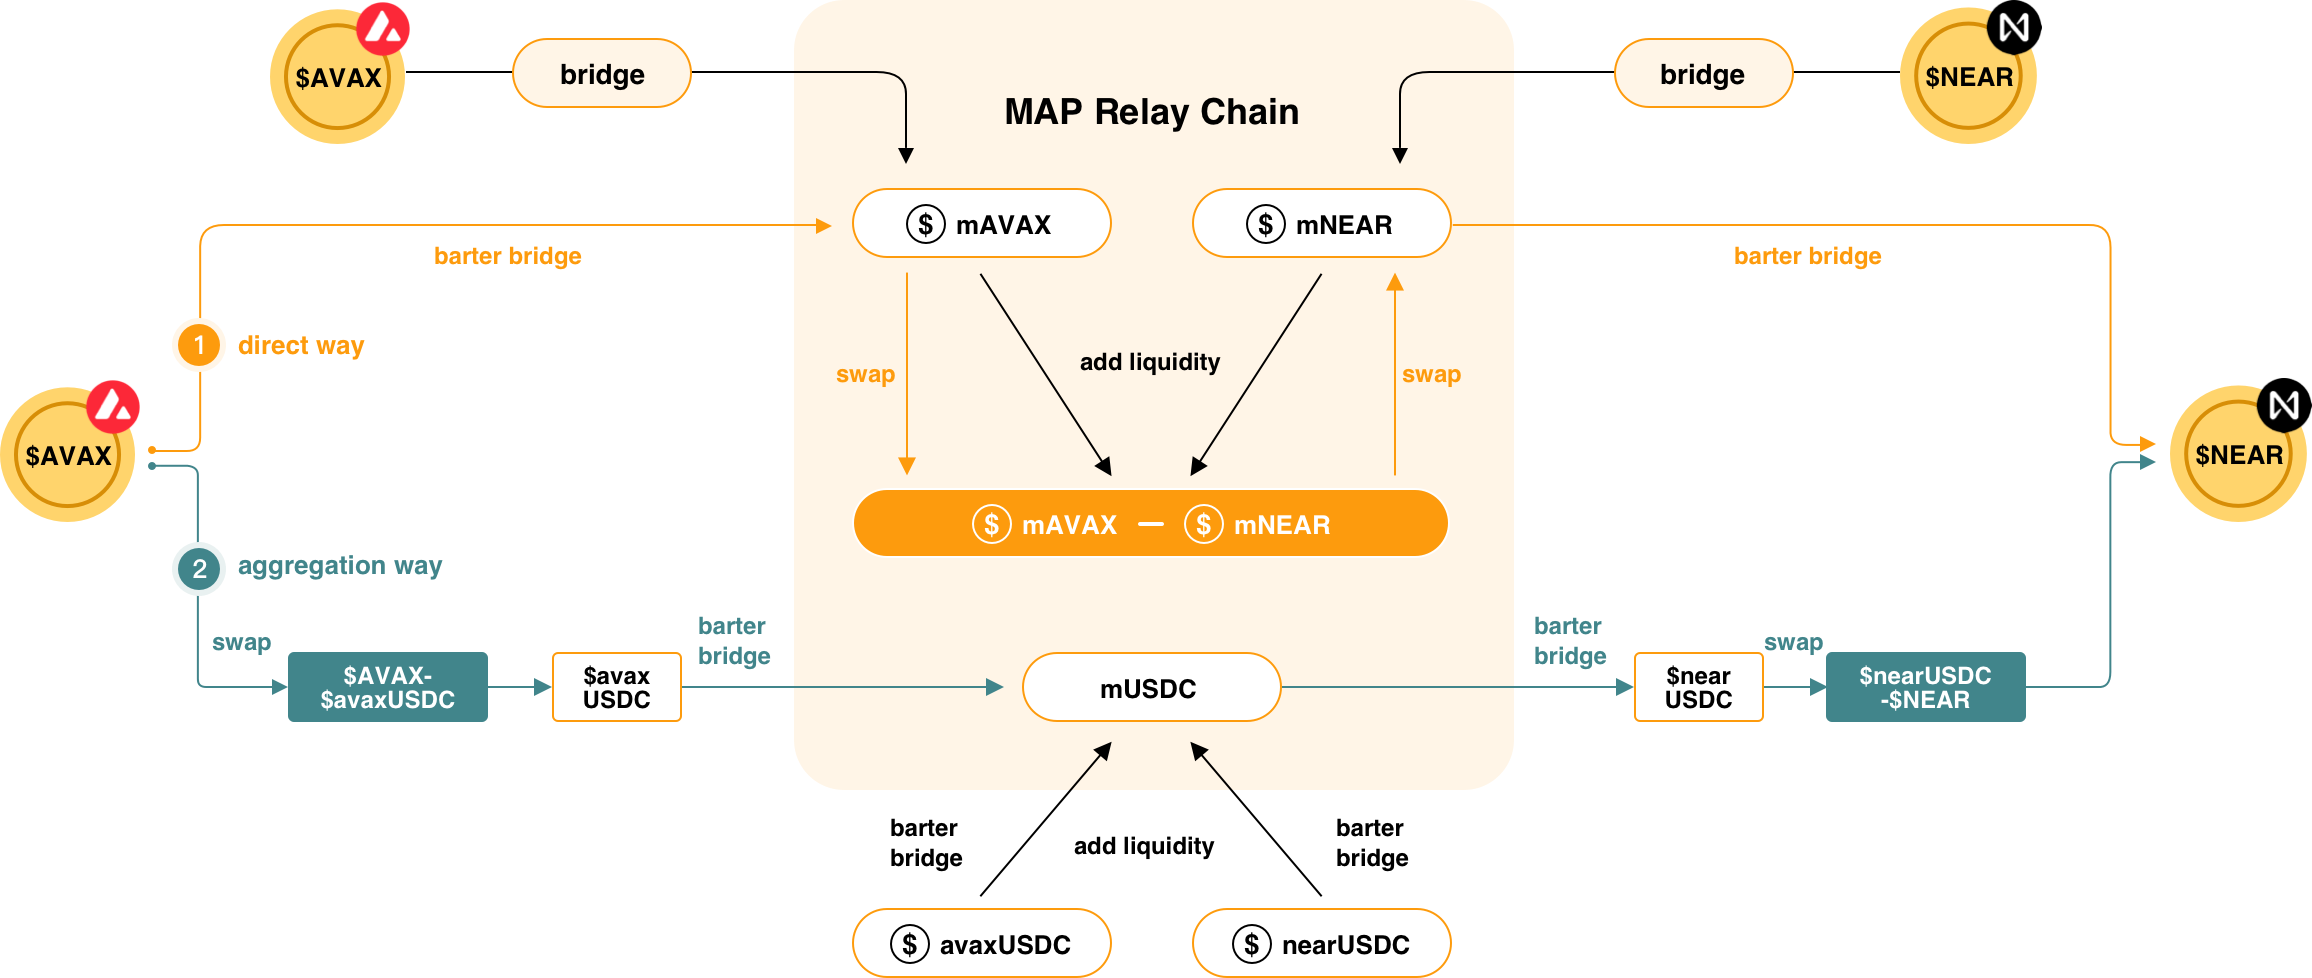 $AVAX
bridge
MAP Relay Chain
bridge
$NEAR
$ mAVAX
$ mNEAR
barter bridge
barter bridge
1 direct way
swap
add liquidity
swap
$AVAX
$NEAR
$ mAVAX — $ mNEAR
2 aggregation way
swap
$AVAX-
$avaxUSDC
$avax
USDC
barter
bridge
mUSDC
barter
bridge
$near
USDC
swap
$nearUSDC
-$NEAR
barter
bridge
add liquidity
barter
bridge
$ avaxUSDC
$ nearUSDC